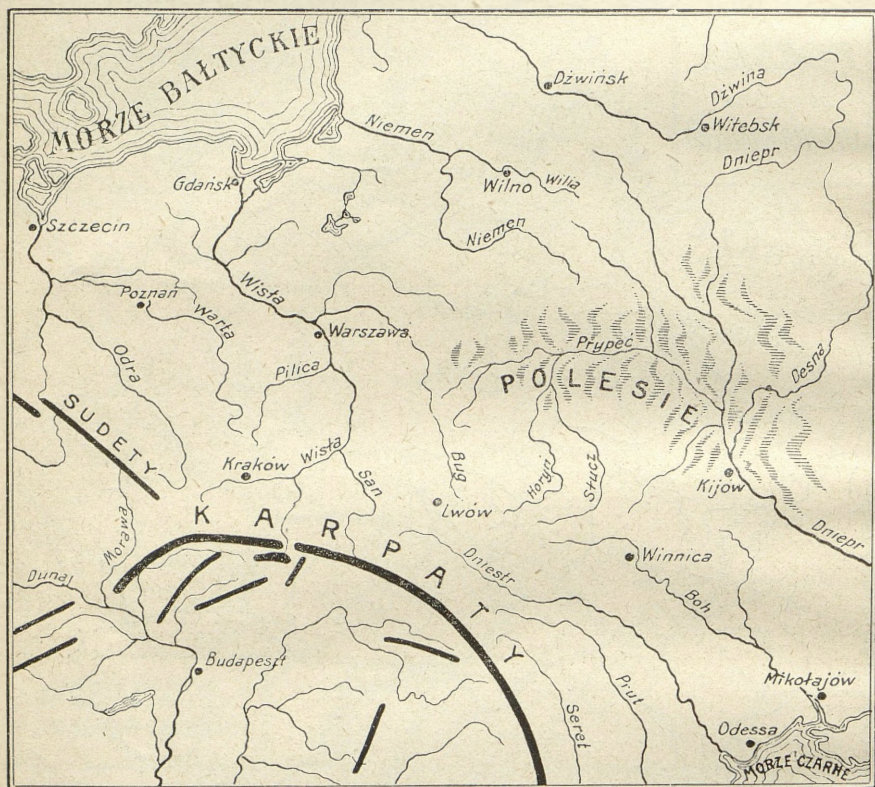 MORZE BAŁTYCKIE
Dźwińsk
Dźwina
Witebsk
Dniepr
Niemen
Wilno
Wilia
Gdańsk
Niemen
Szczecin
Wisła
Poznań
Warta
Warszawa
Prypeć
Odra
Pilica
POLESIE
Desna
SUDETY
Wisła
Kraków
San
Bug
Horyń
Słucz
Kijów
Lwów
KARPATY
Morawa
Dniepr
Winnica
Dniestr
Dunaj
Boh
Budapeszt
Mikołajów
Prut
Seret
Odessa
MORZE CZARNE